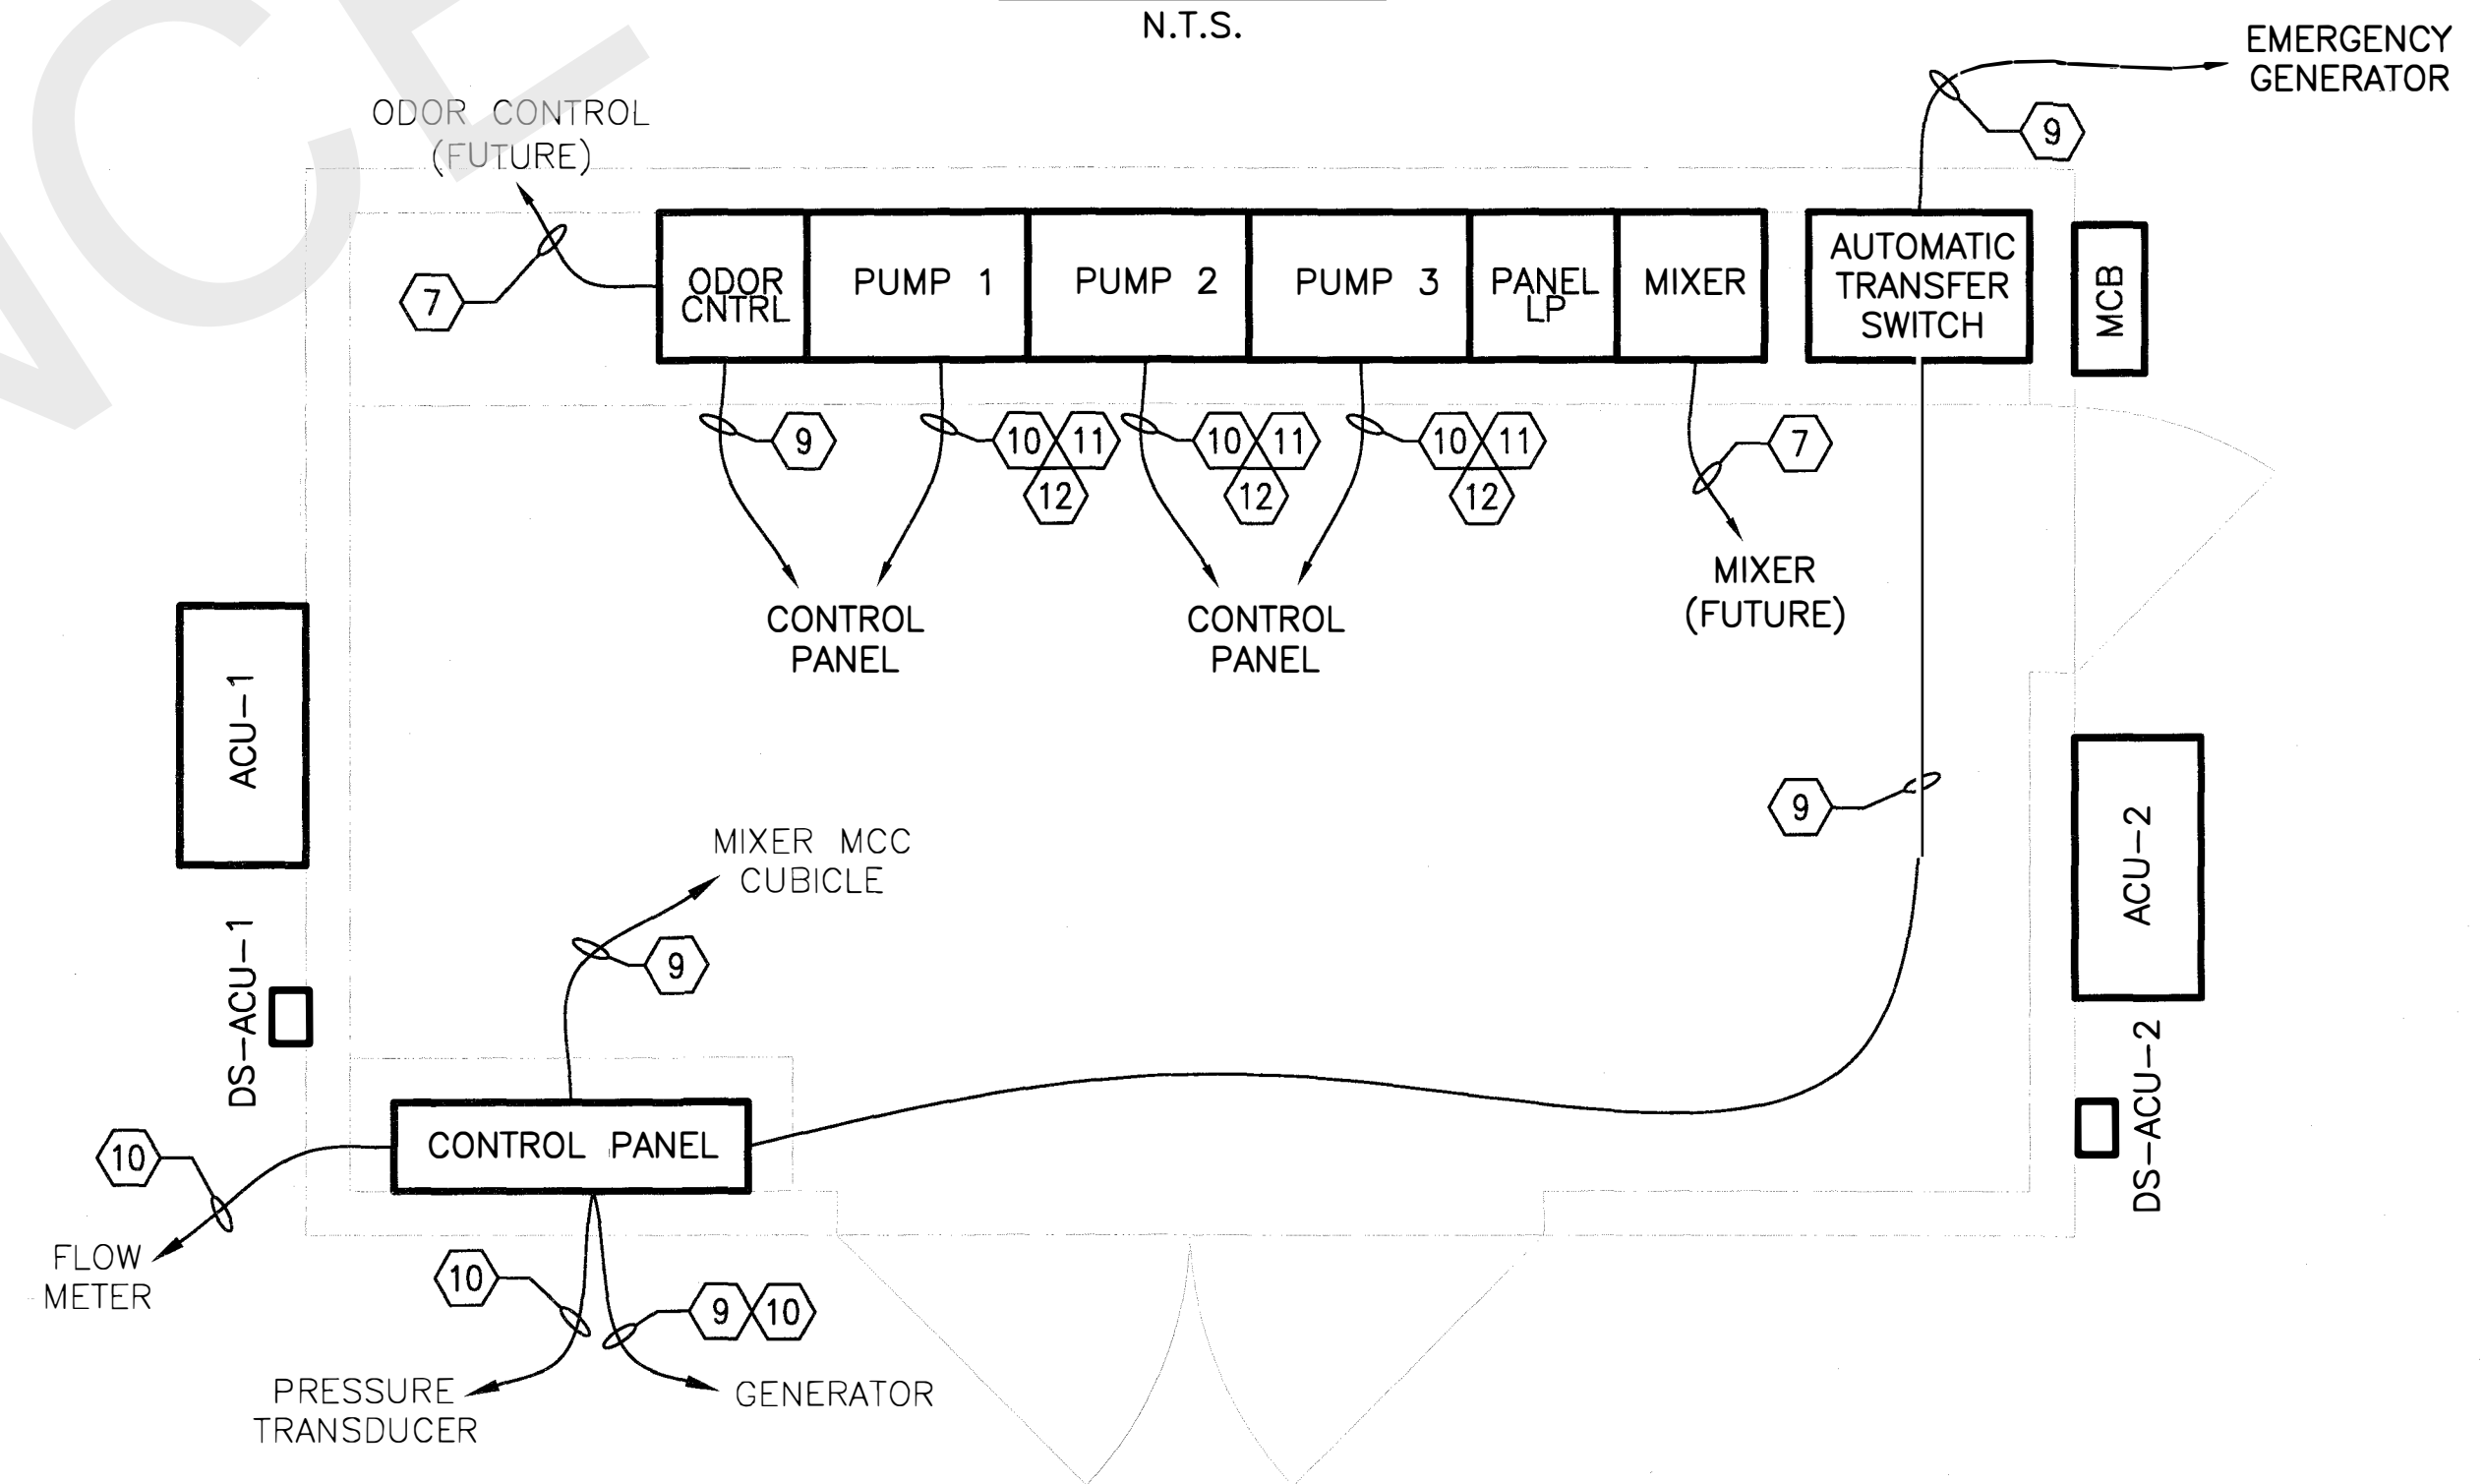 N.T.S.
EMERGENCY
GENERATOR
9
ODOR CONTROL
(FUTURE)
7
ODOR
CNTRL
PUMP 1
PUMP 2
PUMP 3
PANEL
LP
MIXER
AUTOMATIC
TRANSFER
SWITCH
MCB
9
10 11
12
10 11
12
10 11
12
7
CONTROL
PANEL
CONTROL
PANEL
MIXER
(FUTURE)
ACU-1
9
ACU-2
MIXER MCC
CUBICLE
9
DS-ACU-1
DS-ACU-2
CONTROL PANEL
10
FLOW
METER
10
9 10
PRESSURE
TRANSDUCER
GENERATOR